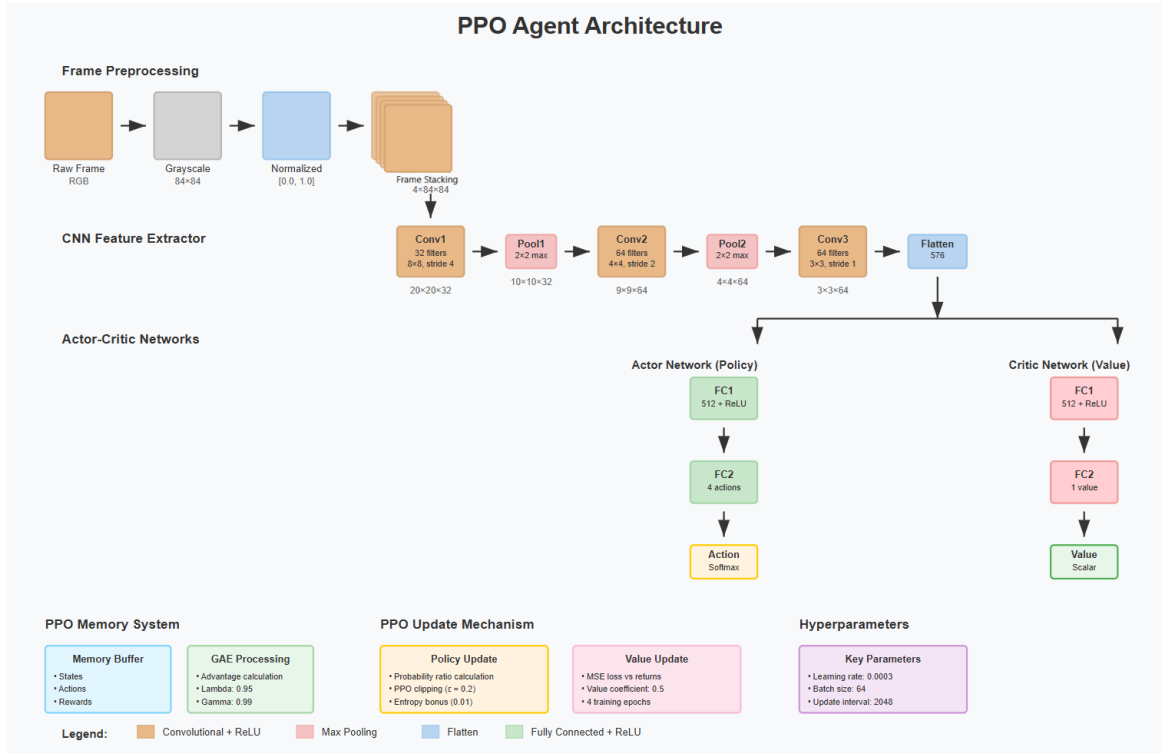 PPO Agent Architecture
Frame Preprocessing
Raw Frame
RGB
Grayscale
84×84
Normalized
[0.0, 1.0]
Frame Stacking
4×84×84
CNN Feature Extractor
Conv1
32 filters
8×8, stride 4
20×20×32
Pool1
2×2 max
10×10×32
Conv2
64 filters
4×4, stride 2
9×9×64
Pool2
2×2 max
4×4×64
Conv3
64 filters
3×3, stride 1
3×3×64
Flatten
576
Actor-Critic Networks
Actor Network (Policy)
FC1
512 + ReLU
FC2
4 actions
Action
Softmax
Critic Network (Value)
FC1
512 + ReLU
FC2
1 value
Value
Scalar
PPO Memory System
Memory Buffer
• States
• Actions
• Rewards
GAE Processing
• Advantage calculation
• Lambda: 0.95
• Gamma: 0.99
PPO Update Mechanism
Policy Update
• Probability ratio calculation
• PPO clipping (ε = 0.2)
• Entropy bonus (0.01)
Value Update
• MSE loss vs returns
• Value coefficient: 0.5
• 4 training epochs
Hyperparameters
Key Parameters
• Learning rate: 0.0003
• Batch size: 64
• Update interval: 2048
Legend:
Convolutional + ReLU
Max Pooling
Flatten
Fully Connected + ReLU